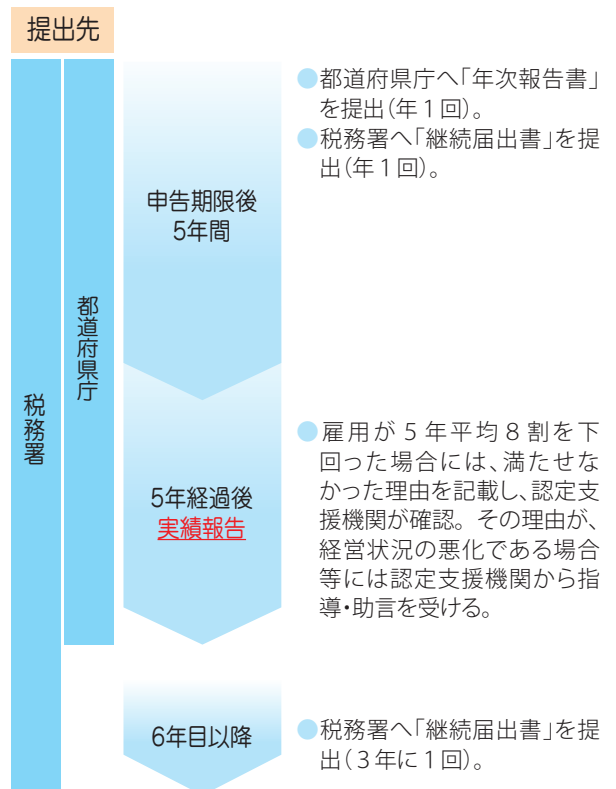 提出先
税務署
都道府県庁
申告期限後
5年間
●都道府県庁へ「年次報告書」
を提出(年1回)。
●税務署へ「継続届出書」を提
出(年1回)。
5年経過後
実績報告
●雇用が5年平均8割を下
回った場合には、満たせな
かった理由を記載し、認定支
援機関が確認。その理由が、
経営状況の悪化である場合
等には認定支援機関から指
導・助言を受ける。
6年目以降
●税務署へ「継続届出書」を提
出(3年に1回)。